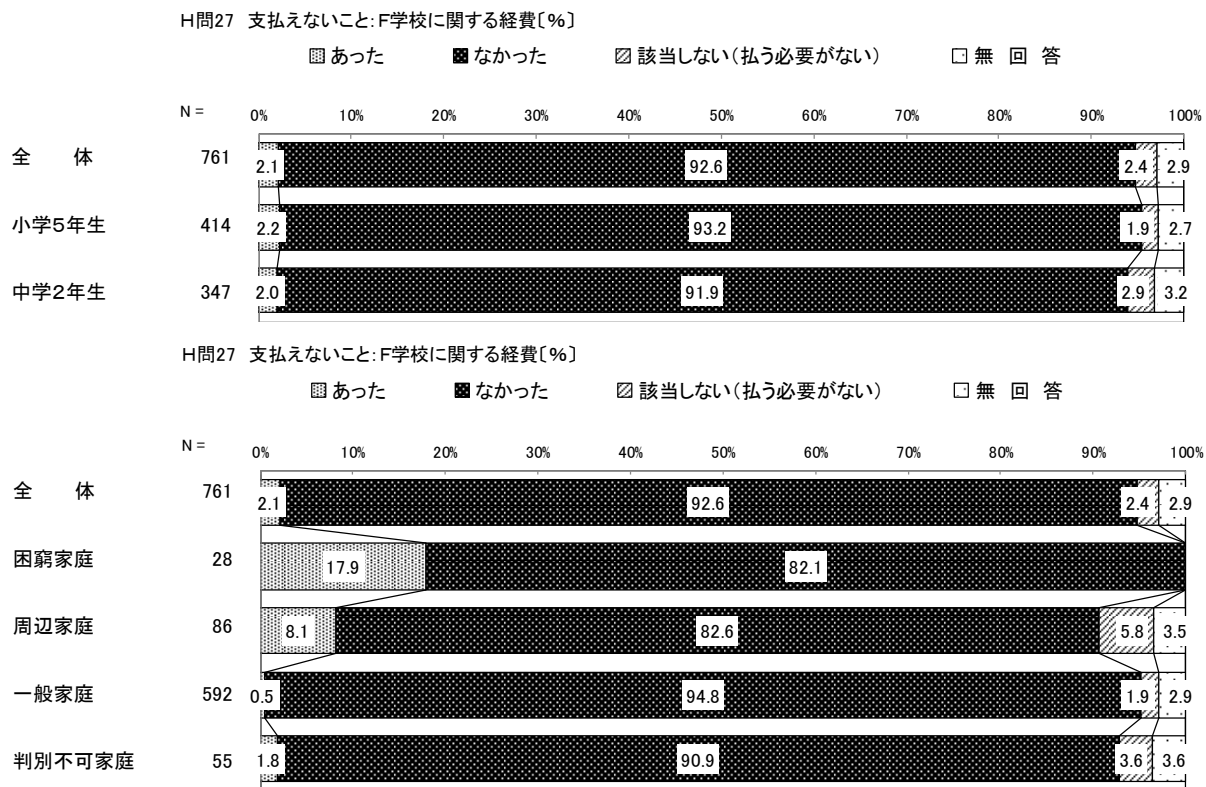 H問27 支払えないこと:F学校に関する経費〔%〕
あった なかった 該当しない(払う必要がない) 無 回 答
N = 0% 10% 20% 30% 40% 50% 60% 70% 80% 90% 100%
全 体 761 2.1 92.6 2.4 2.9
小学5年生 414 2.2 93.2 1.9 2.7
中学2年生 347 2.0 91.9 2.9 3.2
H問27 支払えないこと:F学校に関する経費〔%〕
あった なかった 該当しない(払う必要がない) 無 回 答
N = 0% 10% 20% 30% 40% 50% 60% 70% 80% 90% 100%
全 体 761 2.1 92.6 2.4 2.9
困窮家庭 28 17.9 82.1
周辺家庭 86 8.1 82.6 5.8 3.5
一般家庭 592 0.5 94.8 1.9 2.9
判別不可家庭 55 1.8 90.9 3.6 3.6